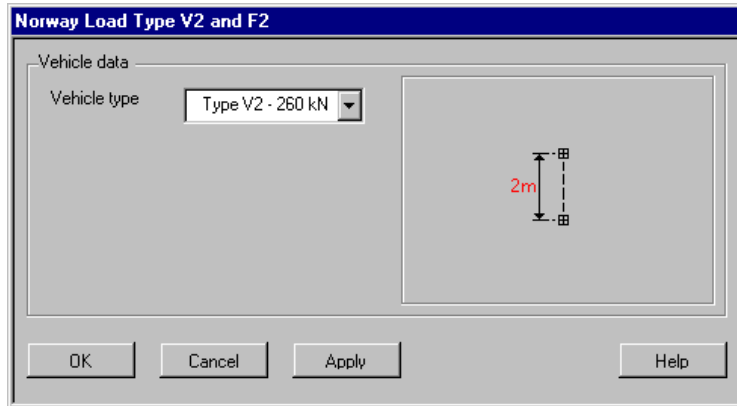 Norway Load Type V2 and F2
Vehicle data
Vehicle type
Type V2 - 260 kN
2m
OK
Cancel
Apply
Help